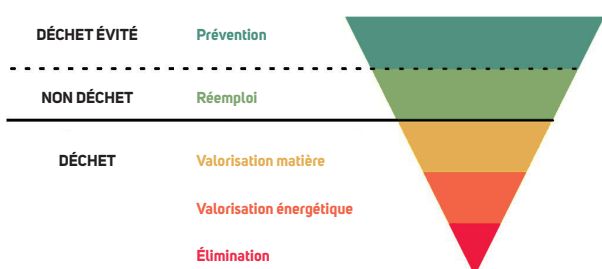 DÉCHET ÉVITÉ Prévention
NON DÉCHET Réemploi
DÉCHET Valorisation matière
Valorisation énergétique
Élimination